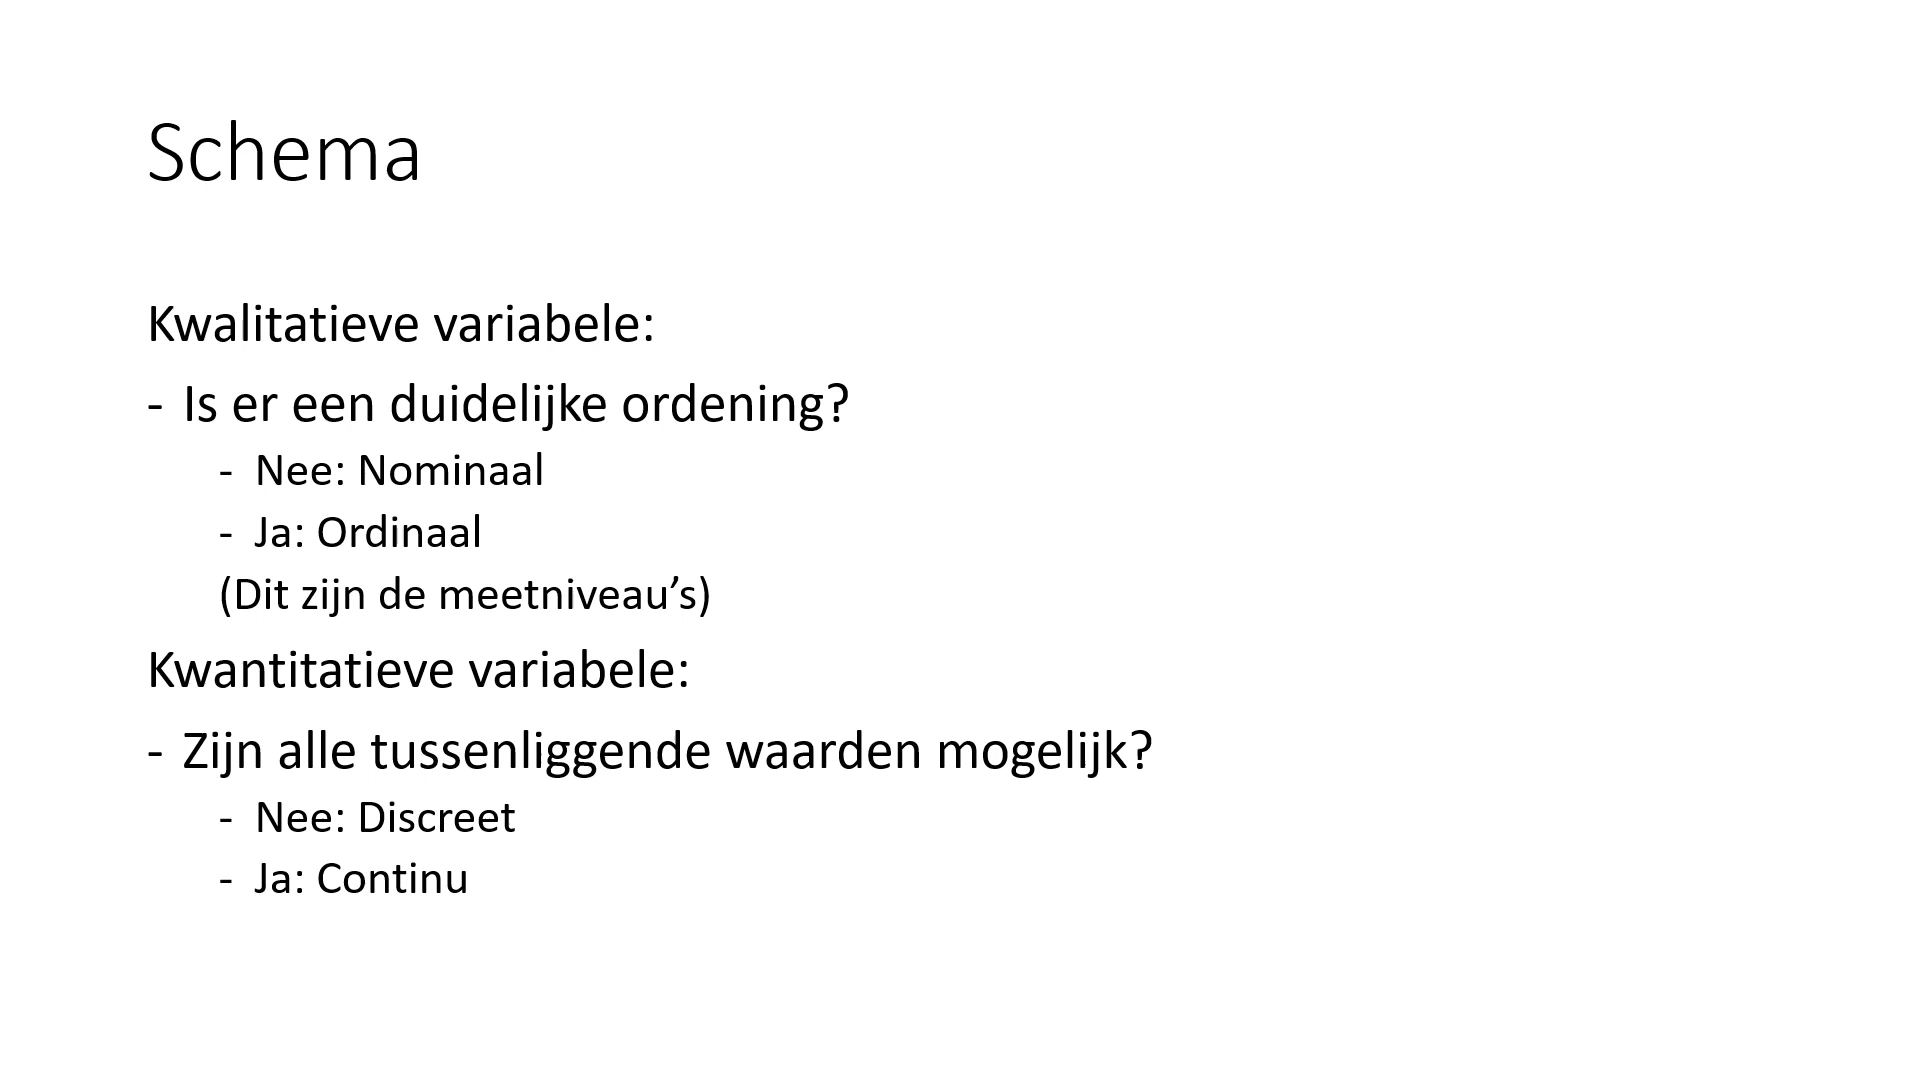 Schema
Kwalitatieve variabele:
- Is er een duidelijke ordening?
- Nee: Nominaal
- Ja: Ordinaal
(Dit zijn de meetniveau’s)
Kwantitatieve variabele:
- Zijn alle tussenliggende waarden mogelijk?
- Nee: Discreet
- Ja: Continu